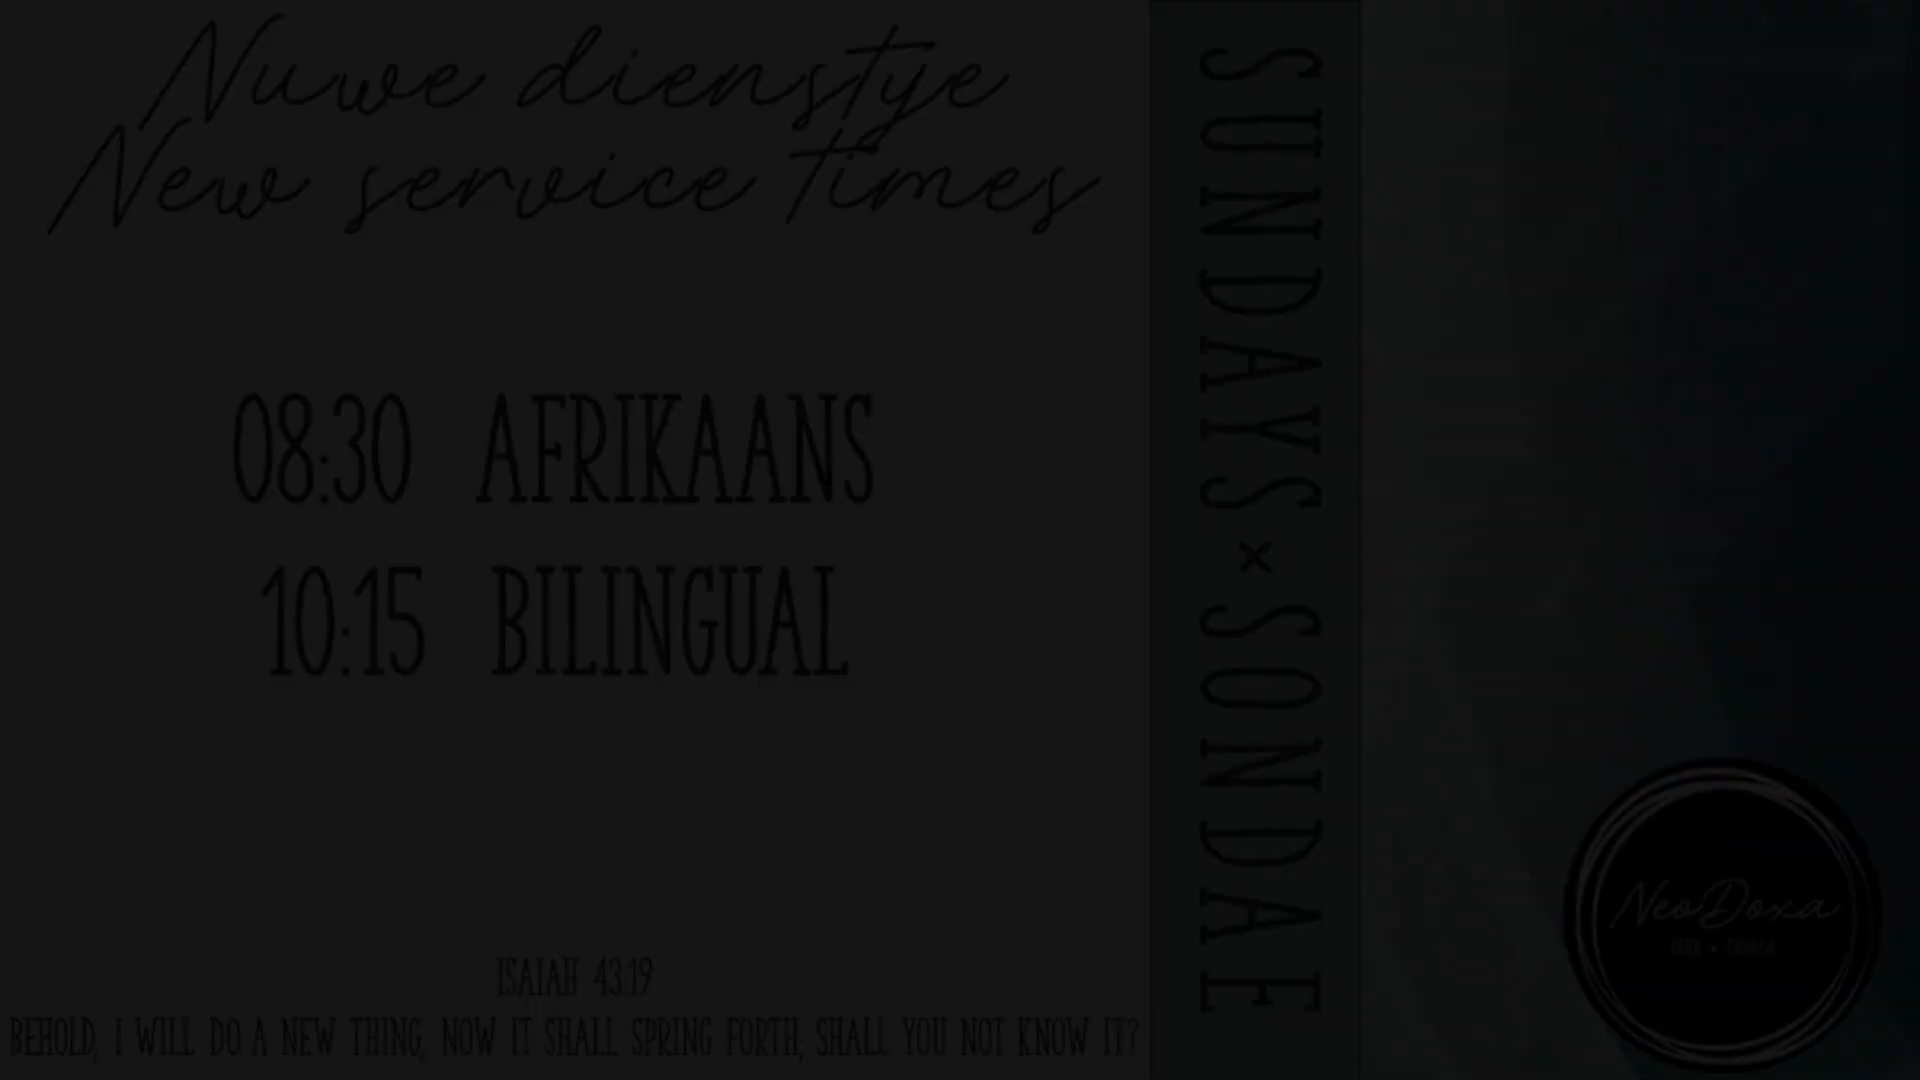 Nuwe dienstye
New service times
08:30 AFRIKAANS
10:15 BILINGUAL
ISAIAH 43:19
BEHOLD, I WILL DO A NEW THING, NOW IT SHALL SPRING FORTH; SHALL YOU NOT KNOW IT?
SUNDAYS × SONDAE
NeoDoxa